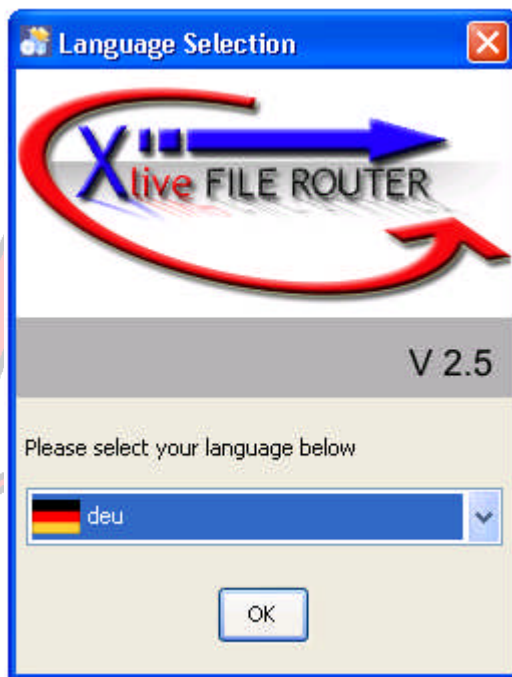 Language Selection
Xlive FILE ROUTER
V 2.5
Please select your language below
deu
OK